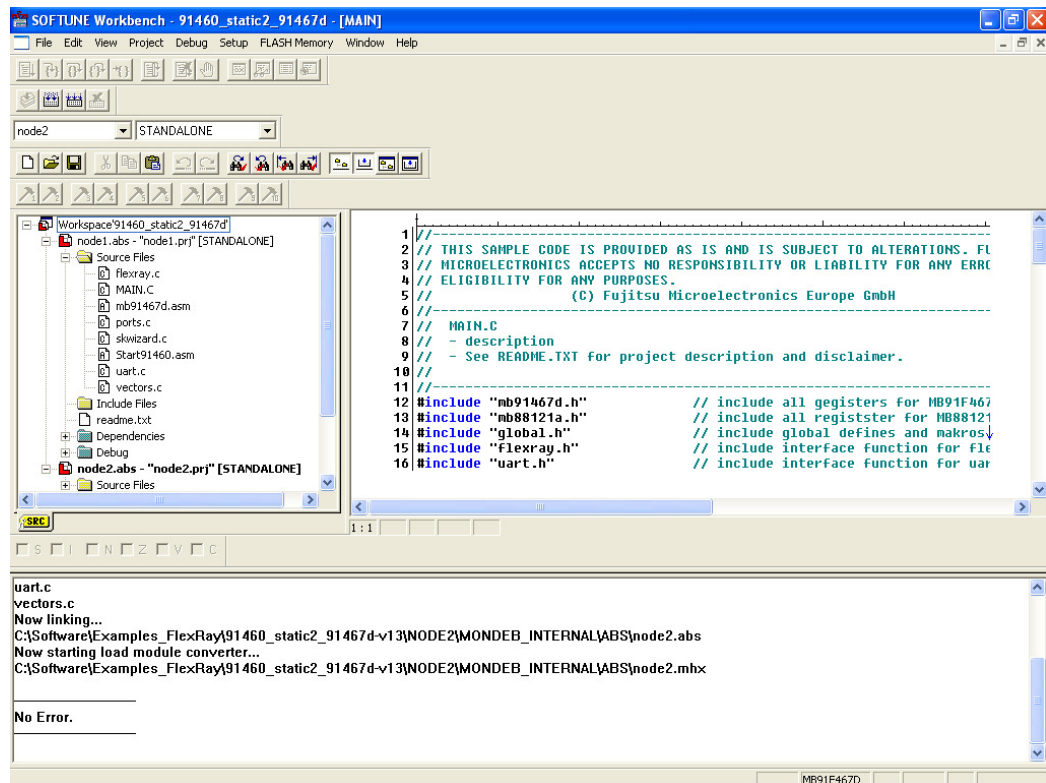 SOFTUNE Workbench - 91460_static2_91467d - [MAIN]
File Edit View Project Debug Setup FLASH Memory Window Help
node2 STANDALONE
Workspace'91460_static2_91467d'
node1.abs - "node1.prj" [STANDALONE]
Source Files
flexray.c
MAIN.C
mb91467d.asm
ports.c
skwizard.c
Start91460.asm
uart.c
vectors.c
Include Files
readme.txt
Dependencies
Debug
node2.abs - "node2.prj" [STANDALONE]
Source Files
SRC
1 //--------------------------------------------------------------------
2 // THIS SAMPLE CODE IS PROVIDED AS IS AND IS SUBJECT TO ALTERATIONS. FU
3 // MICROELECTRONICS ACCEPTS NO RESPONSIBILITY OR LIABILITY FOR ANY ERRO
4 // ELIGIBILITY FOR ANY PURPOSES.
5 // (C) Fujitsu Microelectronics Europe GmbH
6 //--------------------------------------------------------------------
7 // MAIN.C
8 // - description
9 // - See README.TXT for project description and disclaimer.
10 //
11 //--------------------------------------------------------------------
12 #include "mb91467d.h" // include all gegisters for MB91F467
13 #include "mb88121a.h" // include all registster for MB88121
14 #include "global.h" // include global defines and makros
15 #include "flexray.h" // include interface function for fle
16 #include "uart.h" // include interface function for uar
1:1
S I N Z V C
uart.c
vectors.c
Now linking...
C:\Software\Examples_FlexRay\91460_static2_91467d-v13\NODE2\MONDEB_INTERNAL\ABS\node2.abs
Now starting load module converter...
C:\Software\Examples_FlexRay\91460_static2_91467d-v13\NODE2\MONDEB_INTERNAL\ABS\node2.mhx
No Error.
MB91F467D